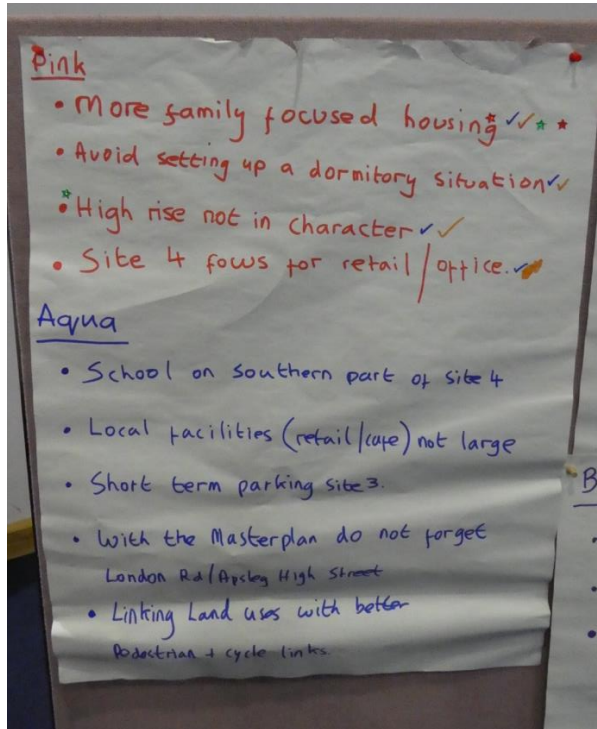 Pink
• More family focused housing
• Avoid setting up a dormitory situation
• High rise not in character
• Site 4 focus for retail / office.
Aqua
• School on southern part of site 4
• Local facilities (retail/cafe) not large
• Short term parking site 3.
• With the Masterplan do not forget
London Rd/Apsley High Street
• Linking Land uses with better
Pedestrian + cycle links.
B